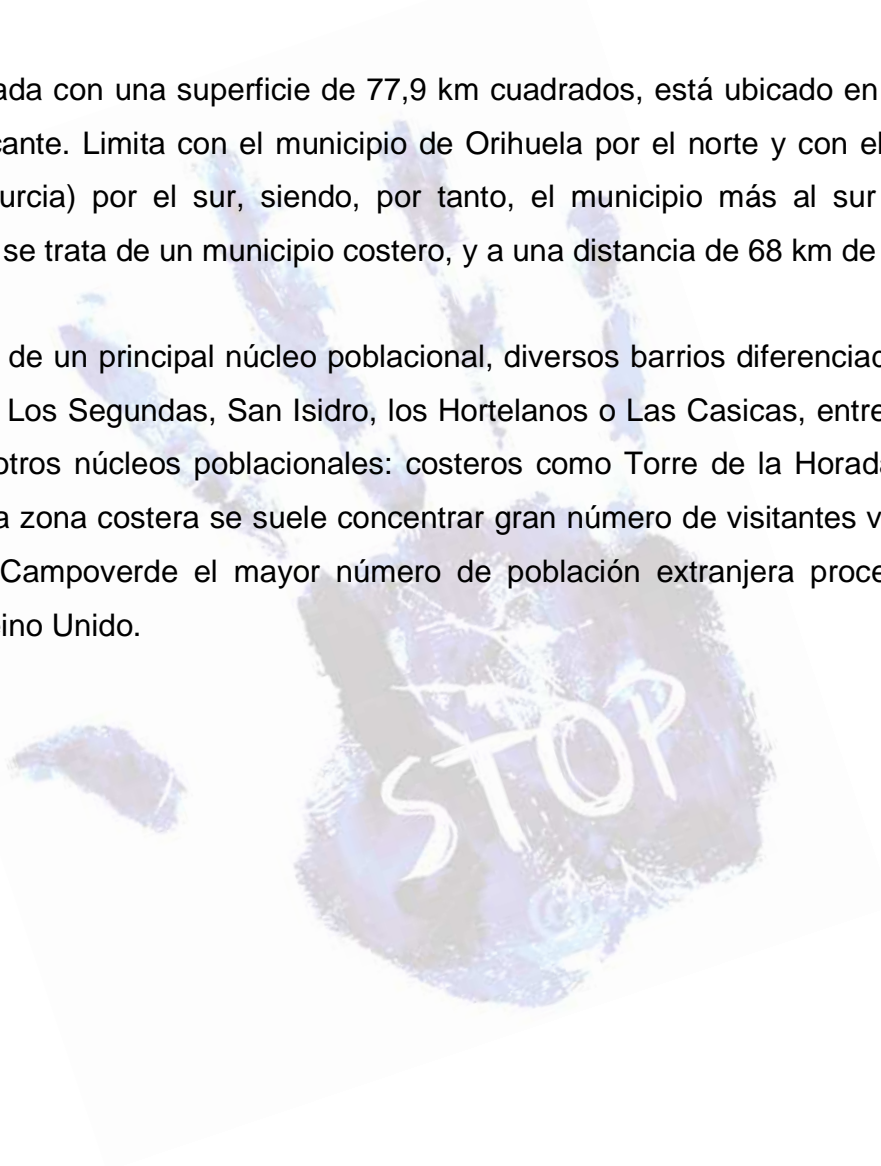 ada con una superficie de 77,9 km cuadrados, está ubicado en
cante. Limita con el municipio de Orihuela por el norte y con el
urcia) por el sur, siendo, por tanto, el municipio más al sur
se trata de un municipio costero, y a una distancia de 68 km de
de un principal núcleo poblacional, diversos barrios diferenciad
Los Segundas, San Isidro, los Hortelanos o Las Casicas, entre
otros núcleos poblacionales: costeros como Torre de la Horad
a zona costera se suele concentrar gran número de visitantes v
Campoverde el mayor número de población extranjera proce
ino Unido.
STOP